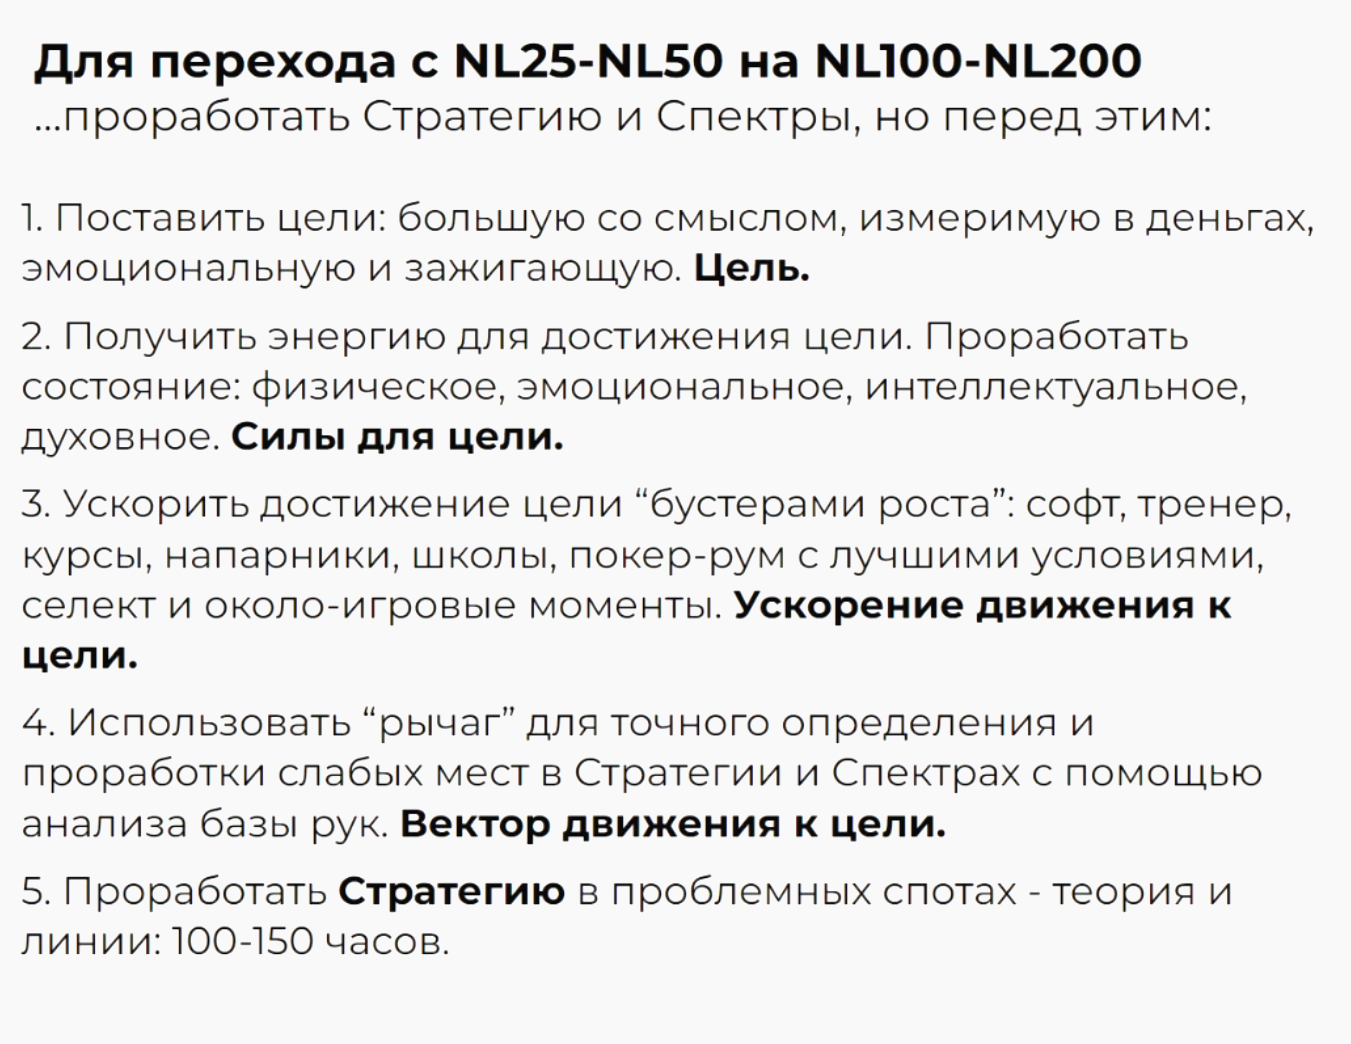 Для перехода с NL25-NL50 на NL100-NL200
...проработать Стратегию и Спектры, но перед этим:
1. Поставить цели: большую со смыслом, измеримую в деньгах,
эмоциональную и зажигающую. Цель.
2. Получить энергию для достижения цели. Проработать
состояние: физическое, эмоциональное, интеллектуальное,
духовное. Силы для цели.
3. Ускорить достижение цели “бустерами роста”: софт, тренер,
курсы, напарники, школы, покер-рум с лучшими условиями,
селект и около-игровые моменты. Ускорение движения к
цели.
4. Использовать “рычаг” для точного определения и
проработки слабых мест в Стратегии и Спектрах с помощью
анализа базы рук. Вектор движения к цели.
5. Проработать Стратегию в проблемных спотах - теория и
линии: 100-150 часов.